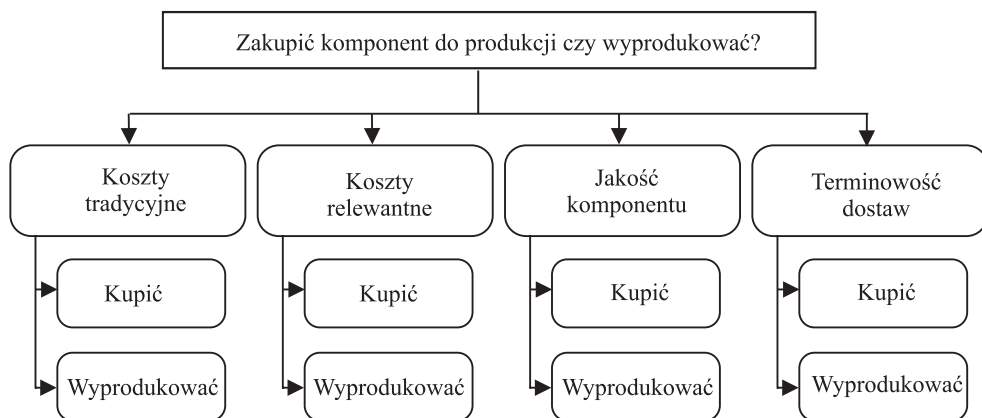 Zakupić komponent do produkcji czy wyprodukować?
Koszty
tradycyjne
Koszty
relewantne
Jakość
komponentu
Terminowość
dostaw
Kupić
Kupić
Kupić
Kupić
Wyprodukować
Wyprodukować
Wyprodukować
Wyprodukować